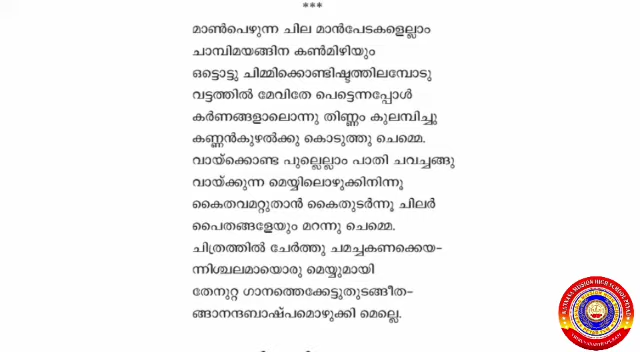 ***
മാൺപെഴുന്ന ചില മാൻപേടകളെല്ലാം
ചാമ്പിമയങ്ങിന കൺമിഴിയും
ഒട്ടൊട്ടു ചിമ്മിക്കൊണ്ടിഷ്ടത്തിലമ്പോടു
വട്ടത്തിൽ മേവിതേ പെട്ടെന്നപ്പോൾ
കർണങ്ങളാലൊന്നു തിണ്ണം കുലമ്പിച്ചു
കണ്ണൻകുഴൽക്കു കൊടുത്തു ചെമ്മെ.
വായ്ക്കൊണ്ട പുല്ലെല്ലാം പാതി ചവച്ചങ്ങു
വായ്ക്കുന്ന മെയ്യിലൊഴുക്കിനിന്നൂ
കൈതവമറ്റുതാൻ കൈതുടർന്നൂ ചിലർ
പൈതങ്ങളേയും മറന്നു ചെമ്മെ.
ചിത്രത്തിൽ ചേർത്തു ചമച്ചകണക്കെയ-
ന്നിശ്ചലമായൊരു മെയ്യുമായി
തേനുറ്റ ഗാനത്തെക്കേട്ടുതുടങ്ങീത-
ങ്ങാനന്ദബാഷ്പമൊഴുക്കി മെല്ലെ.